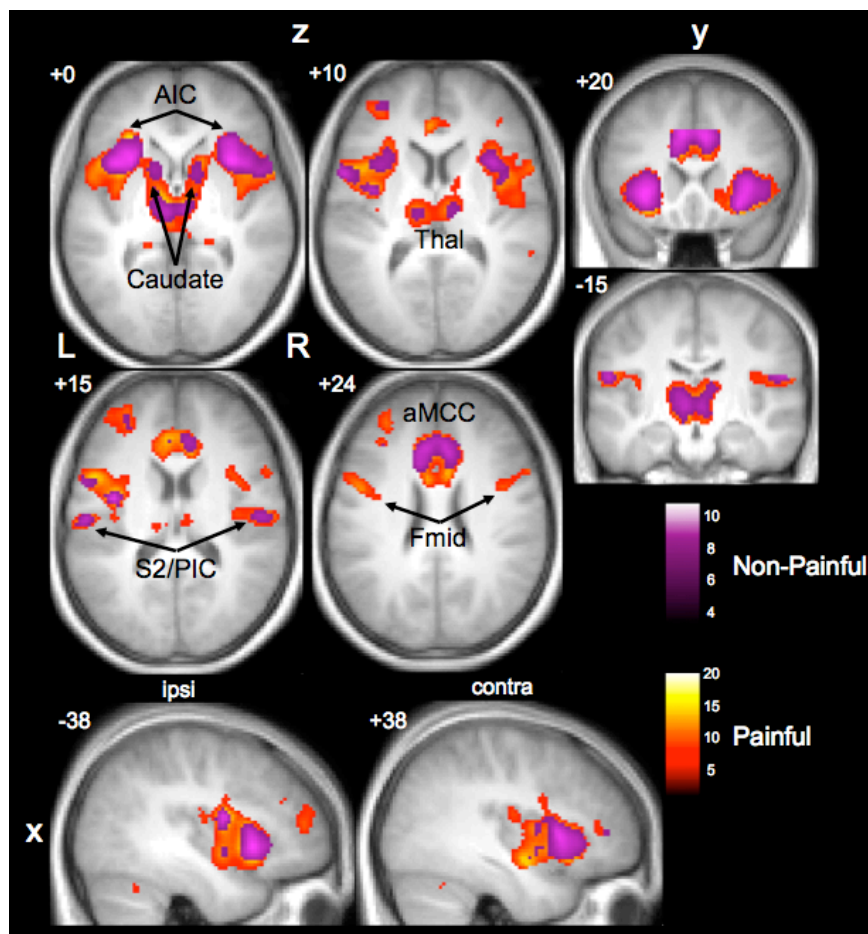 z
y
+0
+10
+20
AIC
Thal
Caudate
-15
L
R
+15
+24
aMCC
S2/PIC
Fmid
10
8
6
4
Non-Painful
ipsi
contra
20
15
10
5
Painful
-38
+38
x